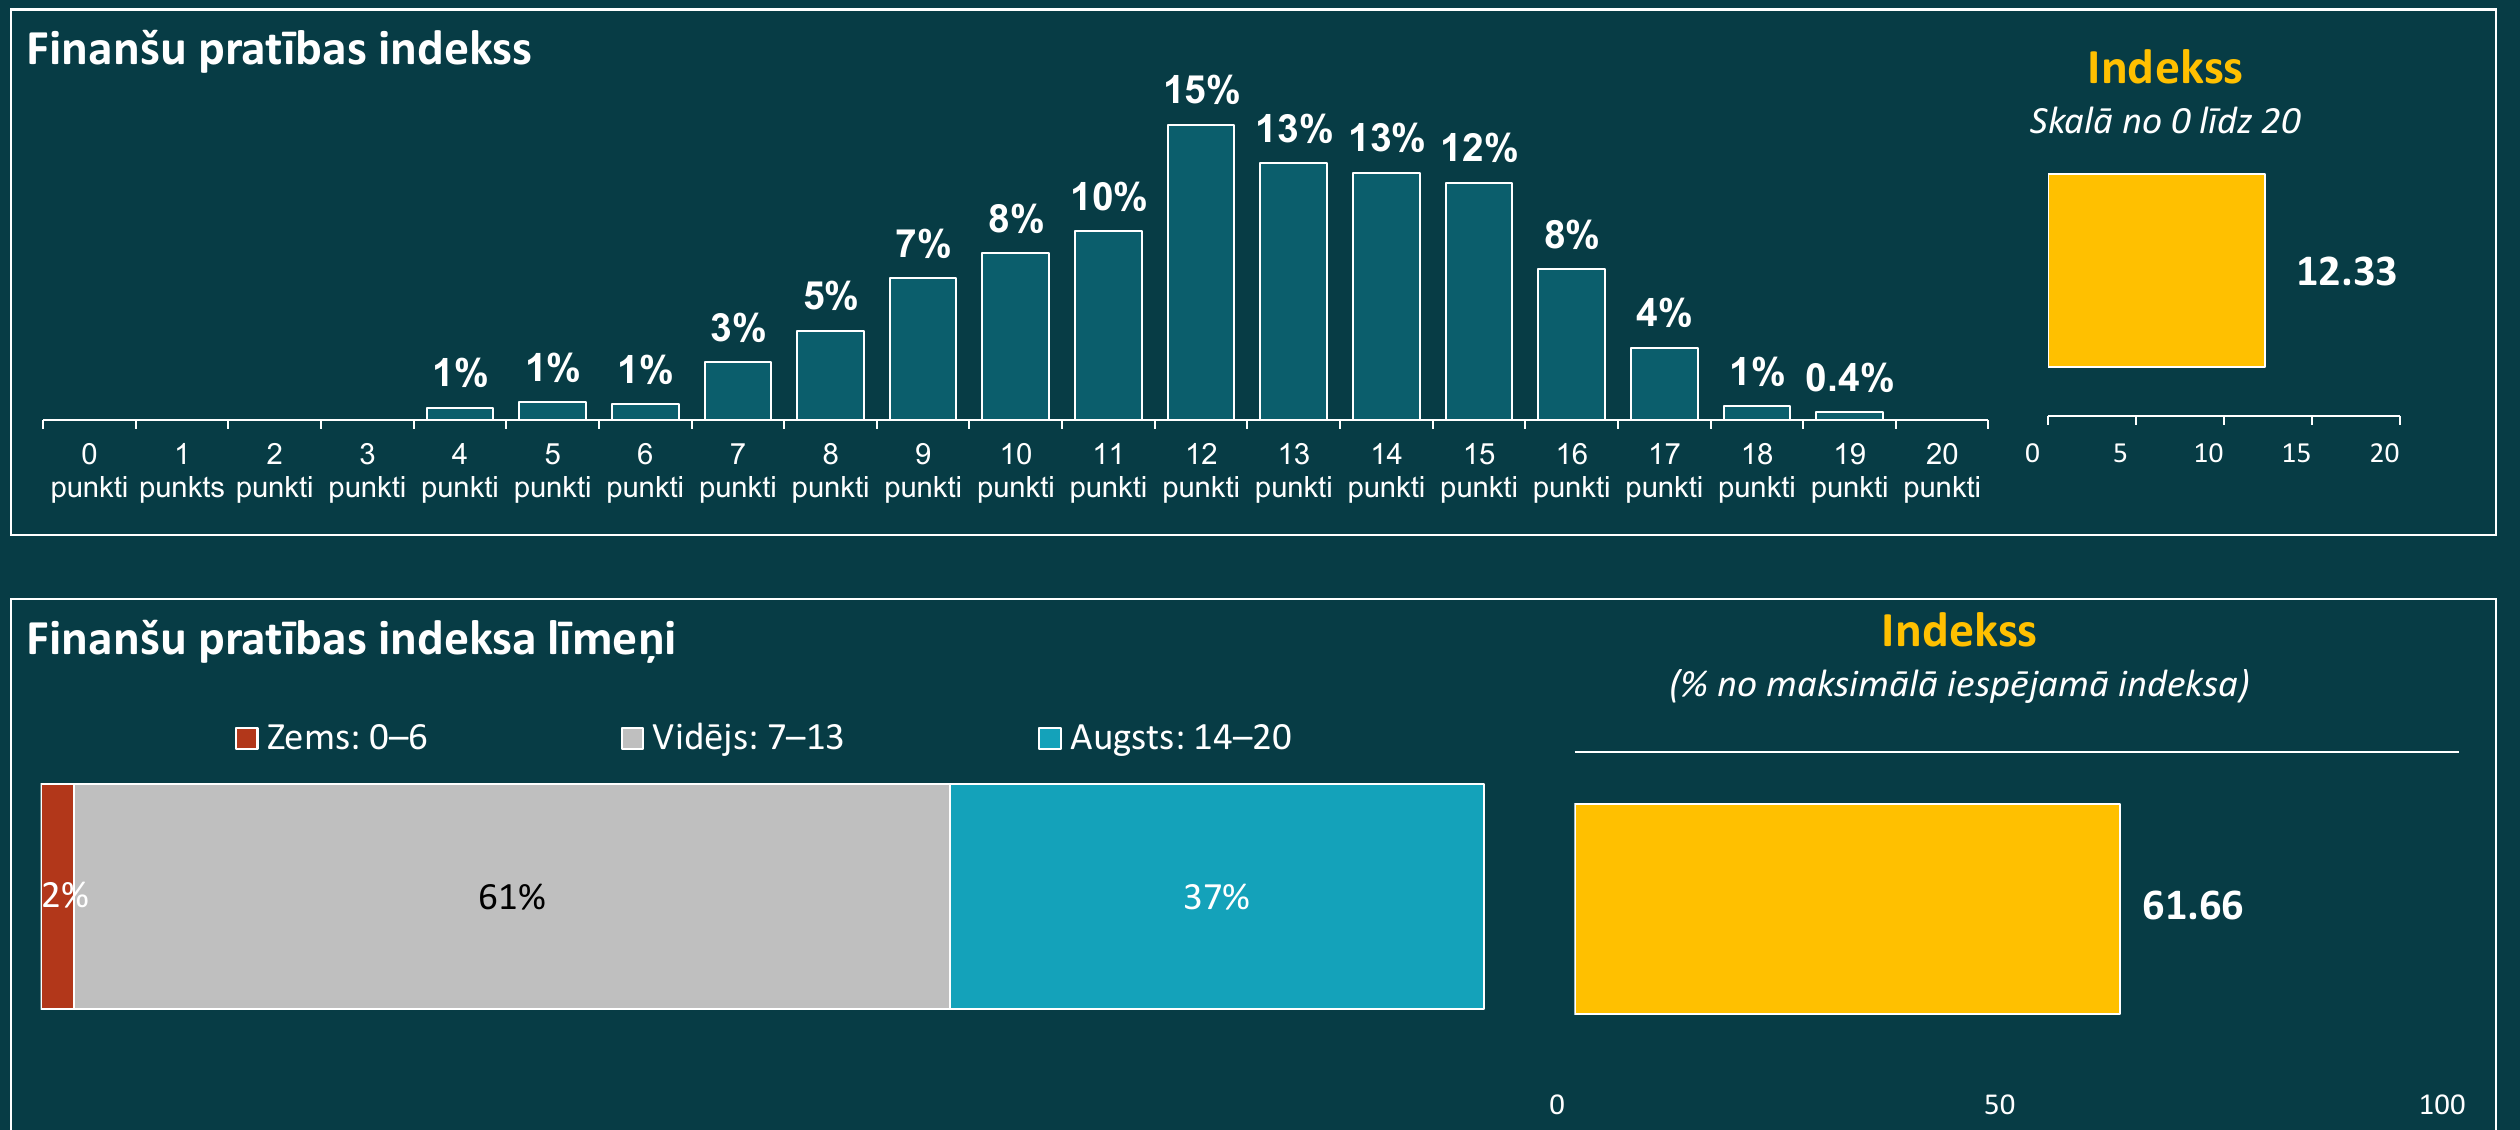 Finanšu pratības indekss
Indekss
Skalā no 0 līdz 20
1% 1% 1% 3% 5% 7% 8% 10% 15% 13% 13% 12% 8% 4% 1% 0.4%
12.33
0 1 2 3 4 5 6 7 8 9 10 11 12 13 14 15 16 17 18 19 20
punkti punkts punkti punkti punkti punkti punkti punkti punkti punkti punkti punkti punkti punkti punkti punkti punkti punkti punkti punkti punkti
0 5 10 15 20
Finanšu pratības indeksa līmeņi
Indekss
(% no maksimālā iespējamā indeksa)
Zems: 0–6 Vidējs: 7–13 Augsts: 14–20
2% 61% 37%
61.66
0 50 100